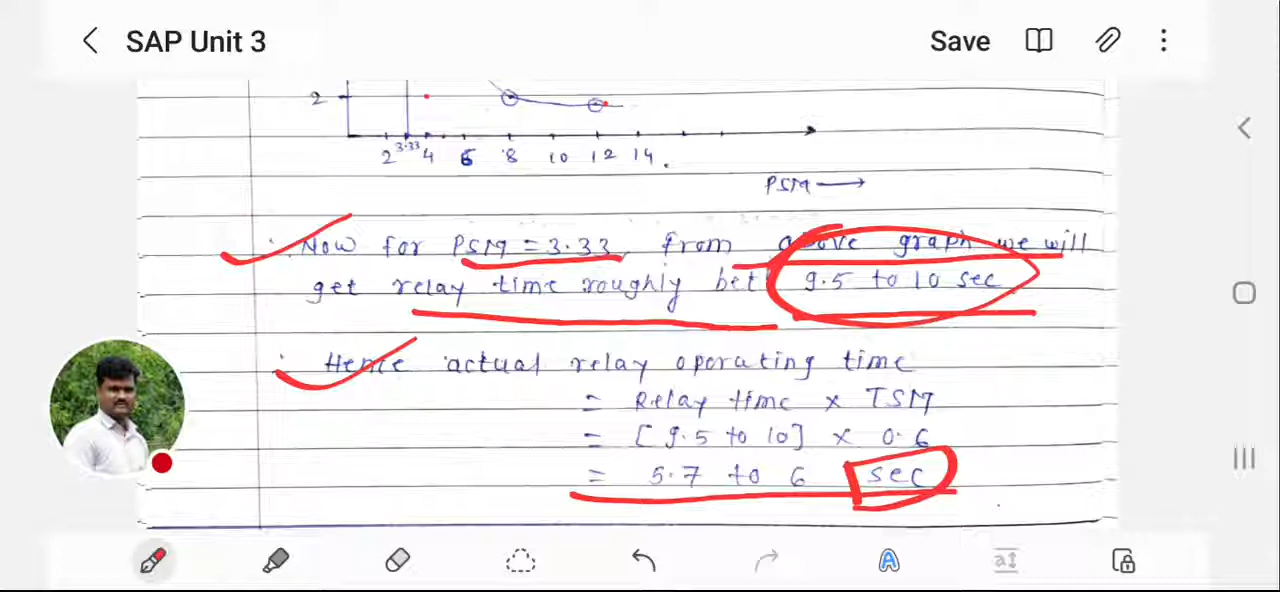 SAP Unit 3
Save
2
2 3.33 4 6 8 10 12 14
PSM
∴ Now for PSM = 3.33, from above graph we will
get relay time roughly bet 9.5 to 10 sec
∴ Hence actual relay operating time
= Relay time x TSM
= [9.5 to 10] x 0.6
= 5.7 to 6 sec
A
a